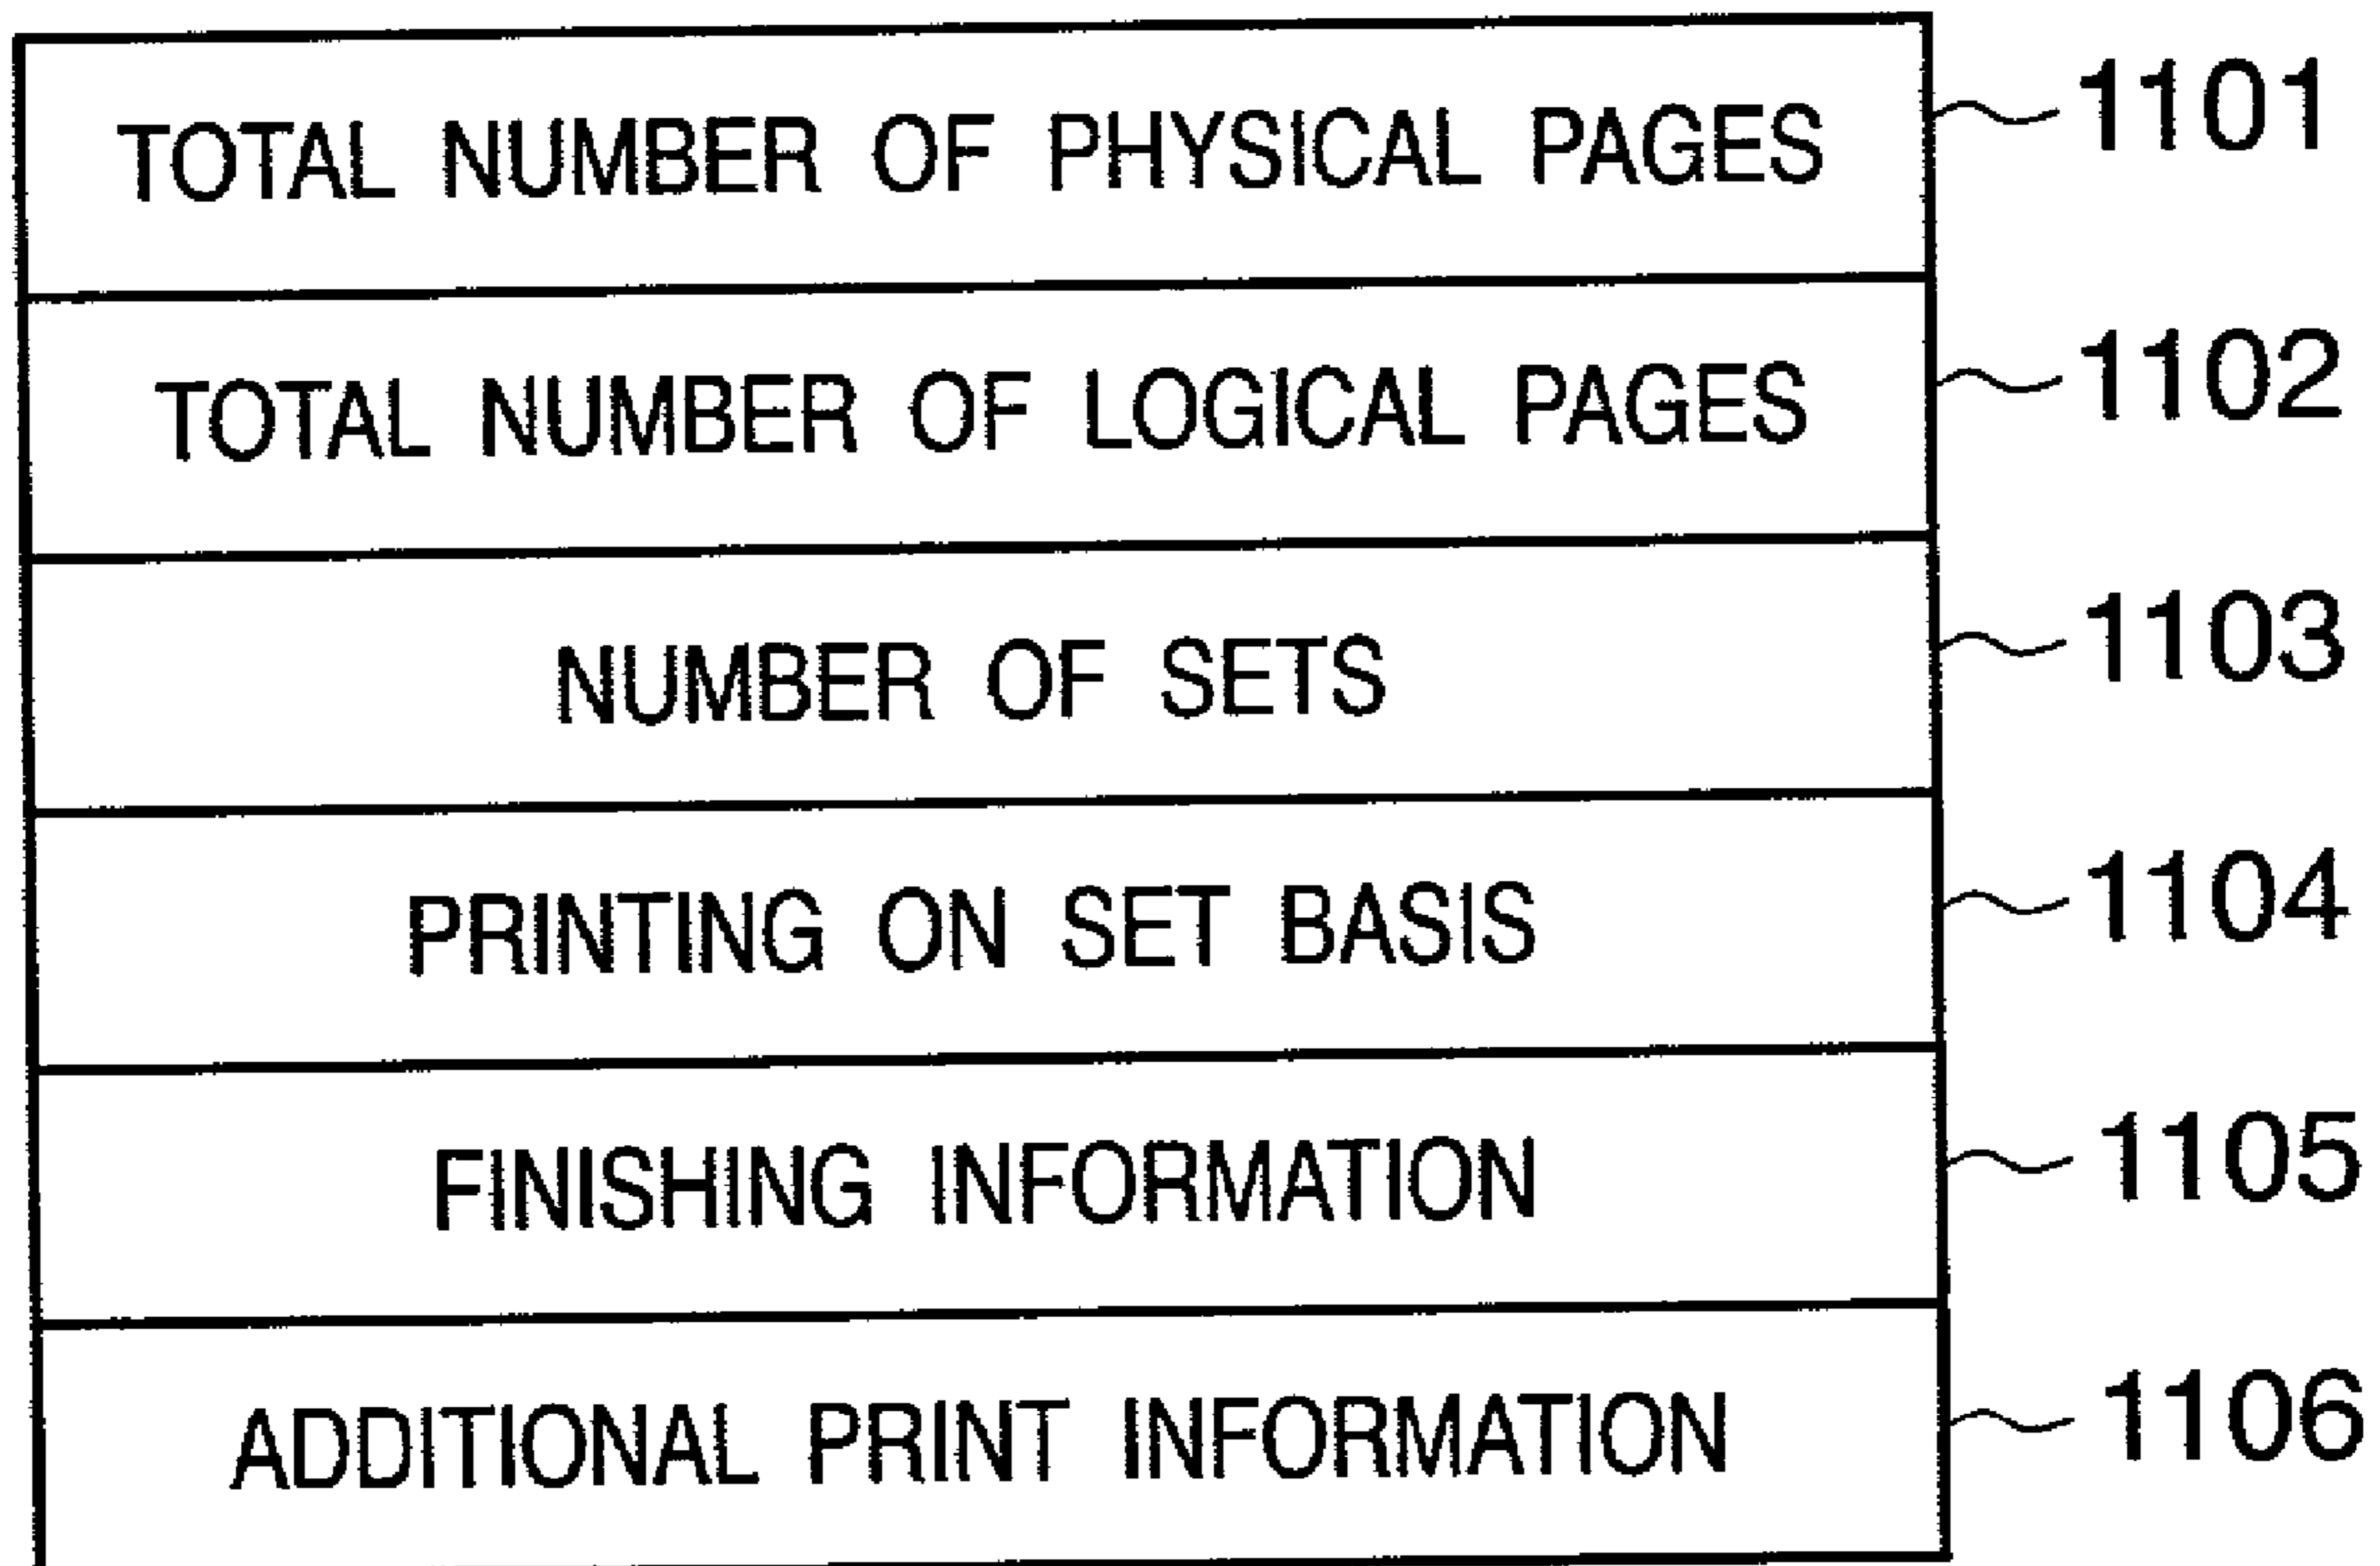 TOTAL NUMBER OF PHYSICAL PAGES 1101
TOTAL NUMBER OF LOGICAL PAGES 1102
NUMBER OF SETS 1103
PRINTING ON SET BASIS 1104
FINISHING INFORMATION 1105
ADDITIONAL PRINT INFORMATION 1106